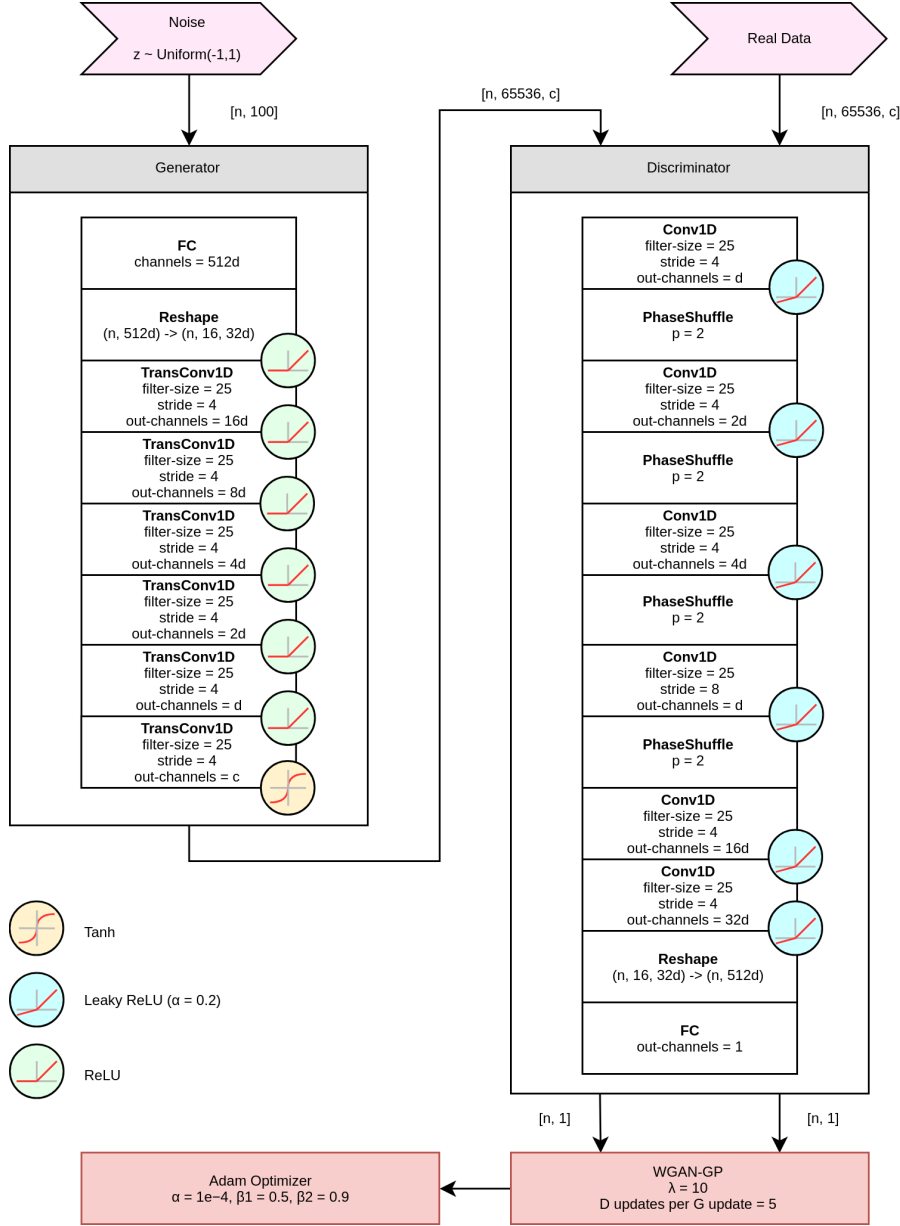 Noise
z ~ Uniform(-1,1)
Real Data
[n, 100]
[n, 65536, c]
[n, 65536, c]
Generator
FC
channels = 512d
Reshape
(n, 512d) -> (n, 16, 32d)
TransConv1D
filter-size = 25
stride = 4
out-channels = 16d
TransConv1D
filter-size = 25
stride = 4
out-channels = 8d
TransConv1D
filter-size = 25
stride = 4
out-channels = 4d
TransConv1D
filter-size = 25
stride = 4
out-channels = 2d
TransConv1D
filter-size = 25
stride = 4
out-channels = d
TransConv1D
filter-size = 25
stride = 4
out-channels = c
Discriminator
Conv1D
filter-size = 25
stride = 4
out-channels = d
PhaseShuffle
p = 2
Conv1D
filter-size = 25
stride = 4
out-channels = 2d
PhaseShuffle
p = 2
Conv1D
filter-size = 25
stride = 4
out-channels = 4d
PhaseShuffle
p = 2
Conv1D
filter-size = 25
stride = 8
out-channels = d
PhaseShuffle
p = 2
Conv1D
filter-size = 25
stride = 4
out-channels = 16d
Conv1D
filter-size = 25
stride = 4
out-channels = 32d
Reshape
(n, 16, 32d) -> (n, 512d)
FC
out-channels = 1
Tanh
Leaky ReLU (α = 0.2)
ReLU
[n, 1]
[n, 1]
Adam Optimizer
α = 1e−4, β1 = 0.5, β2 = 0.9
WGAN-GP
λ = 10
D updates per G update = 5